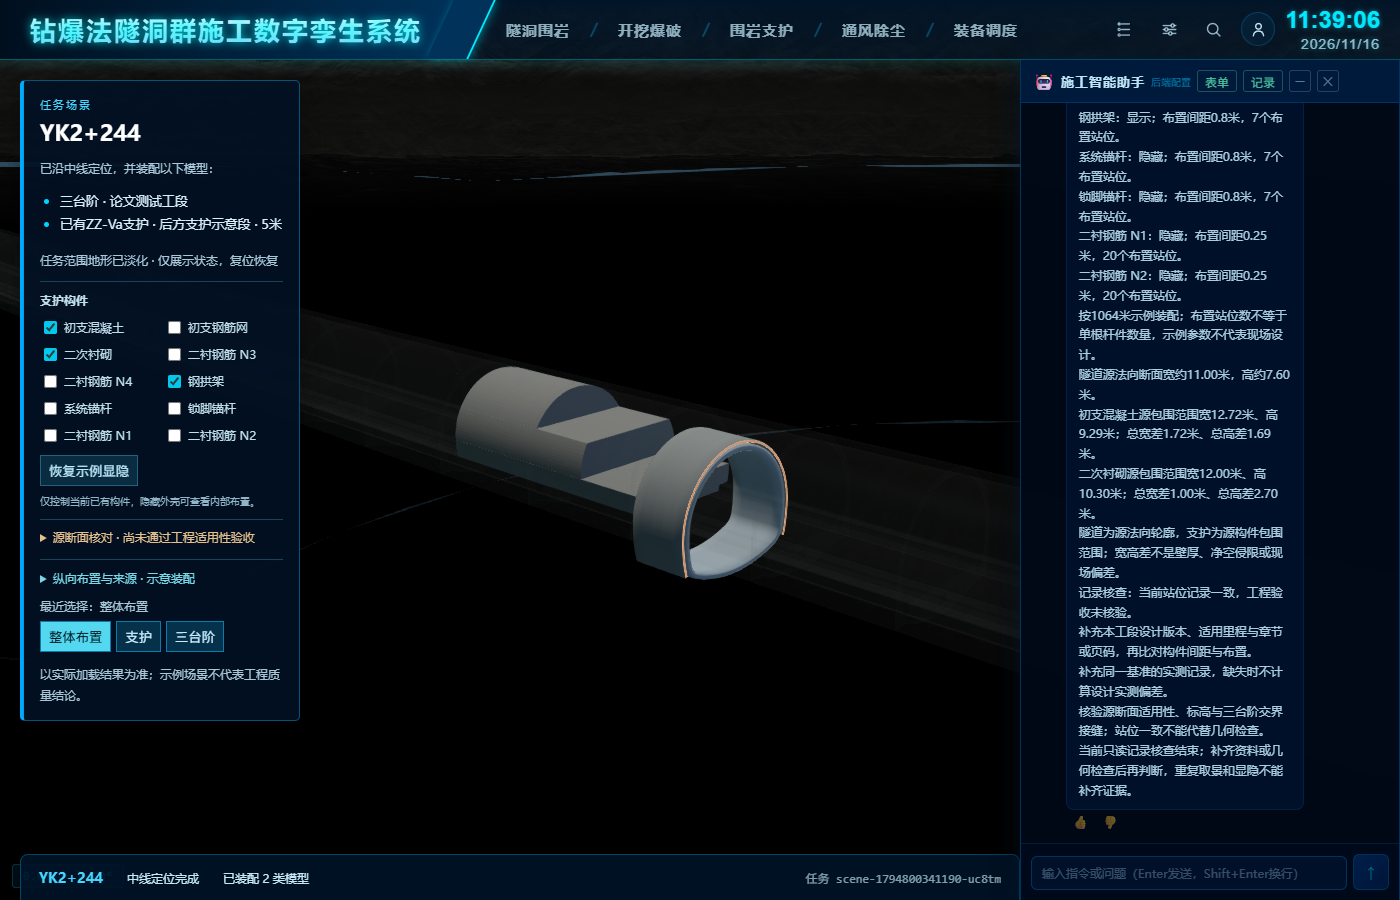 钻爆法隧洞群施工数字孪生系统
隧洞围岩 / 开挖爆破 / 围岩支护 / 通风除尘 / 装备调度
11:39:06
2026/11/16
任务场景
YK2+244
已沿中线定位，并装配以下模型：
三台阶 · 论文测试工段
已有ZZ-Va支护 · 后方支护示意段 · 5米
任务范围地形已淡化 · 仅展示状态，复位恢复
支护构件
初支混凝土 初支钢筋网
二次衬砌 二衬钢筋 N3
二衬钢筋 N4 钢拱架
系统锚杆 锁脚锚杆
二衬钢筋 N1 二衬钢筋 N2
恢复示例显隐
仅控制当前已有构件，隐藏外壳可查看内部布置。
源断面核对 · 尚未通过工程适用性验收
纵向布置与来源 · 示意装配
最近选择：整体布置
整体布置 支护 三台阶
以实际加载结果为准；示例场景不代表工程质
量结论。
YK2+244 中线定位完成 已装配 2 类模型 任务 scene-1794800341190-uc8tm
施工智能助手 后端配置 表单 记录
钢拱架：显示；布置间距0.8米，7个布
置站位。
系统锚杆：隐藏；布置间距0.8米，7个
布置站位。
锁脚锚杆：隐藏；布置间距0.8米，7个
布置站位。
二衬钢筋 N1：隐藏；布置间距0.25
米，20个布置站位。
二衬钢筋 N2：隐藏；布置间距0.25
米，20个布置站位。
按1064米示例装配；布置站位数不等于
单根杆件数量，示例参数不代表现场设
计。
隧道源法向断面宽约11.00米，高约7.60
米。
初支混凝土源包围范围宽12.72米、高
9.29米；总宽差1.72米、总高差1.69
米。
二次衬砌源包围范围宽12.00米、高
10.30米；总宽差1.00米、总高差2.70
米。
隧道为源法向轮廓，支护为源构件包围
范围；宽高差不是壁厚、净空侵限或现
场偏差。
记录核查：当前站位记录一致，工程验
收未核验。
补充本工段设计版本、适用里程与章节
或页码，再比对构件间距与布置。
补充同一基准的实测记录，缺失时不计
算设计实测偏差。
核验源断面适用性、标高与三台阶交界
接缝；站位一致不能代替几何检查。
当前只读记录核查结束；补齐资料或几
何检查后再判断，重复取景和显隐不能
补齐证据。
输入指令或问题（Enter发送，Shift+Enter换行）